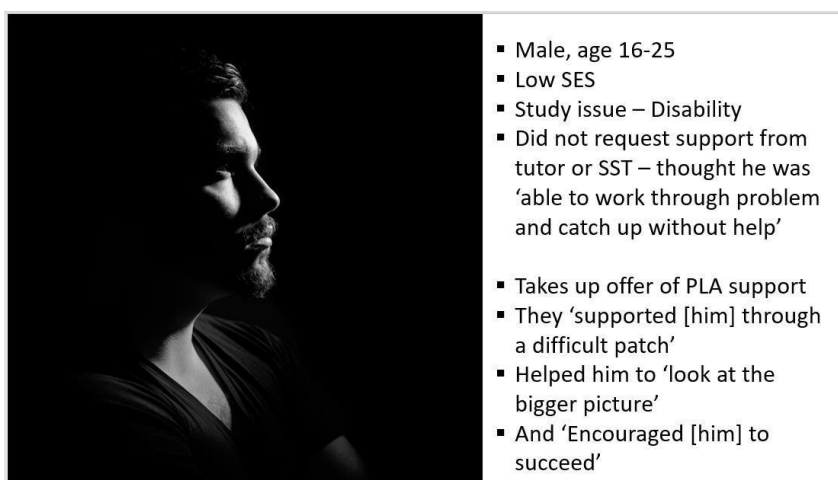 ▪ Male, age 16-25
▪ Low SES
▪ Study issue – Disability
▪ Did not request support from
tutor or SST – thought he was
‘able to work through problem
and catch up without help’
▪ Takes up offer of PLA support
▪ They ‘supported [him] through
a difficult patch’
▪ Helped him to ‘look at the
bigger picture’
▪ And ‘Encouraged [him] to
succeed’